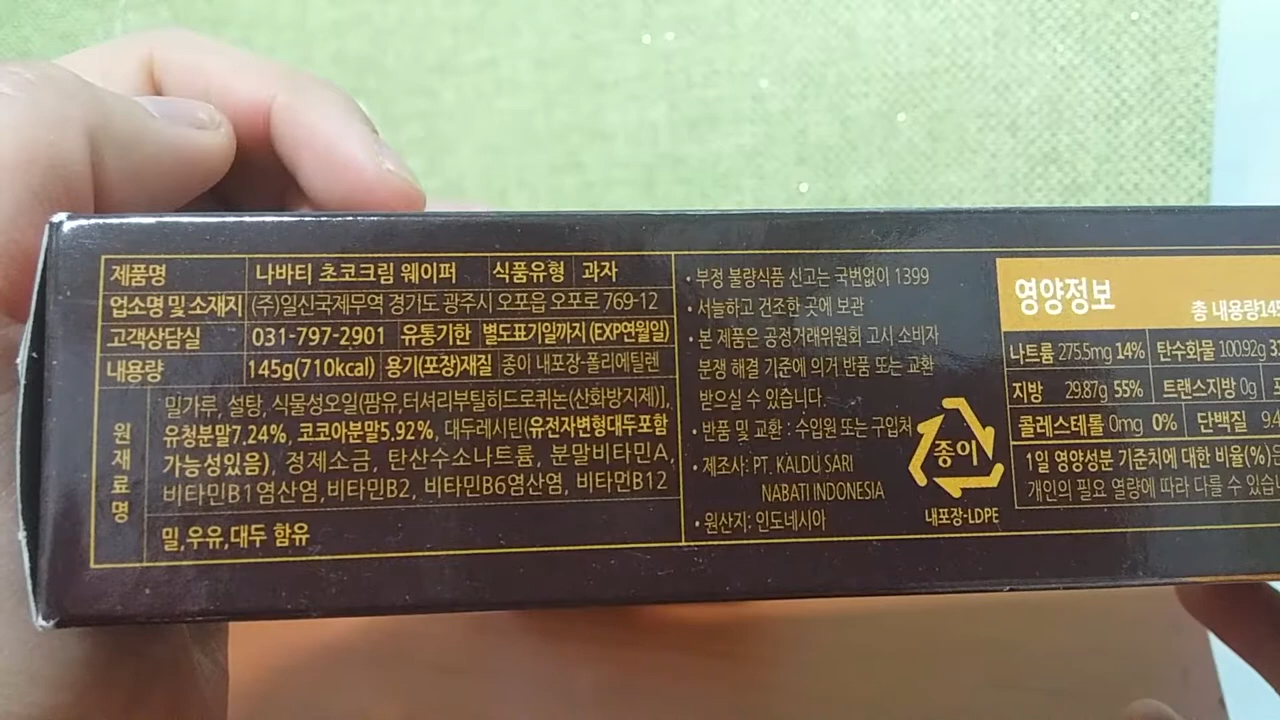 제품명 나바티 초코크림 웨이퍼 식품유형 과자
업소명 및 소재지 (주)일신국제무역 경기도 광주시 오포읍 오포로 769-12
고객상담실 031-797-2901 유통기한 별도표기일까지 (EXP연월일)
내용량 145g(710kcal) 용기(포장)재질 종이 내포장-폴리에틸렌
원재료명
밀가루, 설탕, 식물성오일(팜유,터셔리부틸히드로퀴논(산화방지제)],
유청분말7.24%, 코코아분말5.92%, 대두레시틴(유전자변형대두포함
가능성있음), 정제소금, 탄산수소나트륨, 분말비타민A,
비타민B1염산염,비타민B2, 비타민B6염산염, 비타먼B12
밀,우유,대두 함유
• 부정 불량식품 신고는 국번없이 1399
• 서늘하고 건조한 곳에 보관
• 본 제품은 공정거래위원회 고시 소비자
분쟁 해결 기준에 의거 반품 또는 교환
받으실 수 있습니다.
• 반품 및 교환 : 수입원 또는 구입처
• 제조사: PT. KALDU SARI
NABATI INDONESIA
• 원산지: 인도네시아
종이
내포장-LDPE
영양정보
총 내용량
나트륨 275.5mg 14% 탄수화물 100.92g
지방 29.87g 55% 트랜스지방 0g
콜레스테롤 0mg 0% 단백질
1일 영양성분 기준치에 대한 비율(%)은
개인의 필요 열량에 따라 다를 수 있습